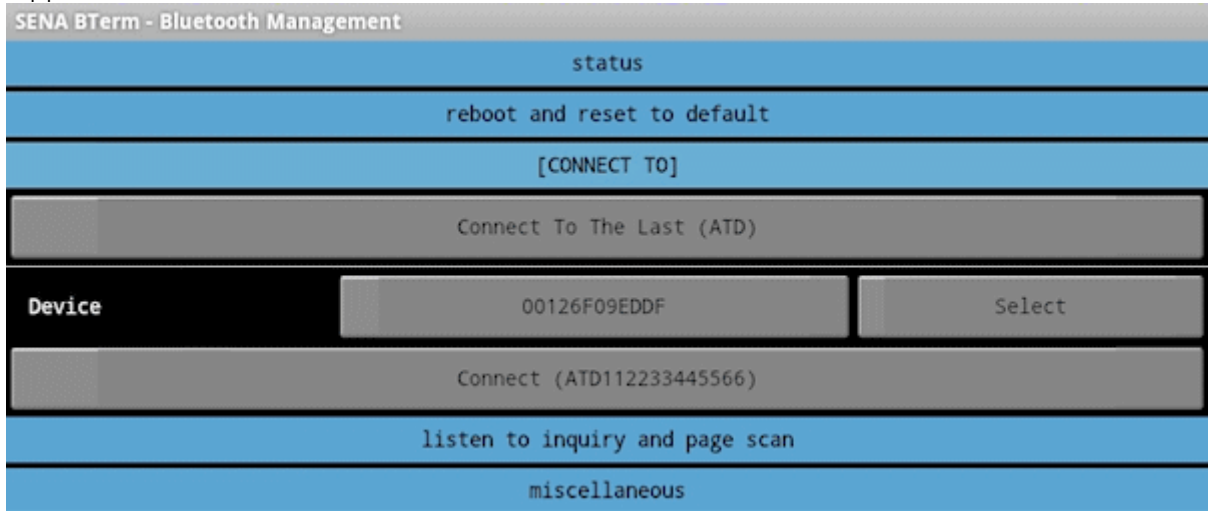 SENA BTerm - Bluetooth Management
status
reboot and reset to default
[CONNECT TO]
Connect To The Last (ATD)
Device 00126F09EDDF Select
Connect (ATD112233445566)
listen to inquiry and page scan
miscellaneous